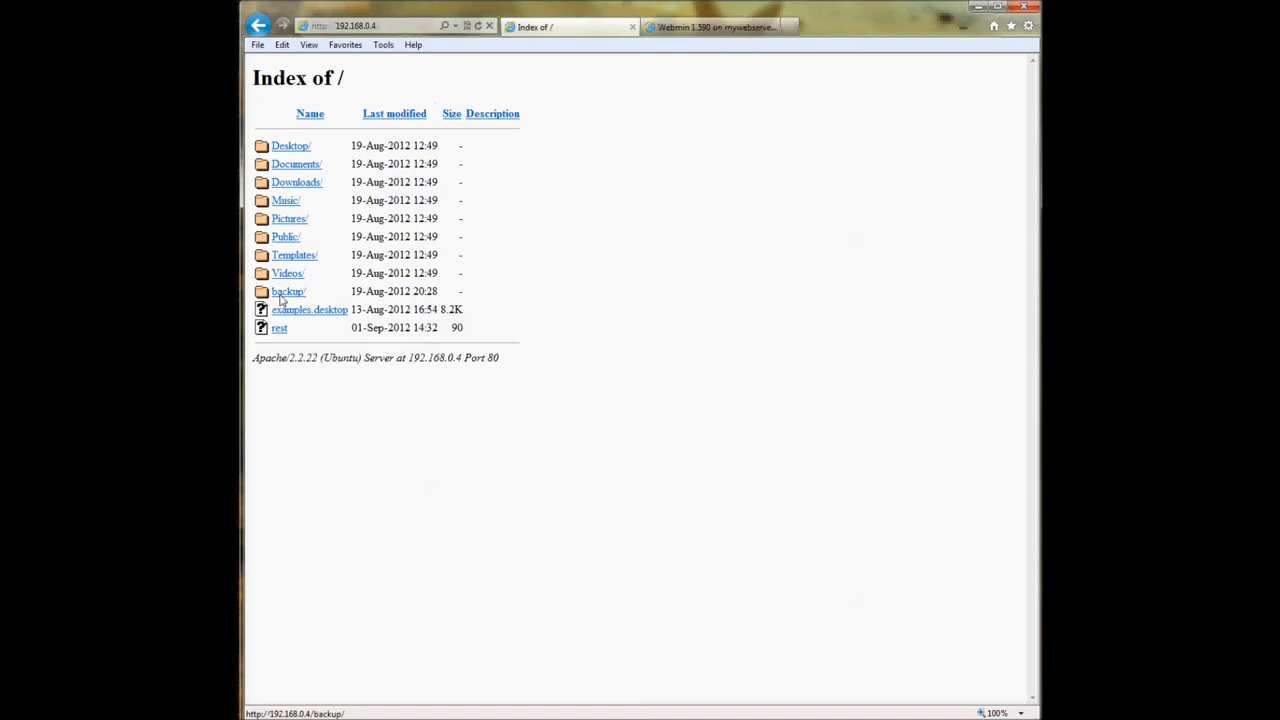 http 192.168.0.4
Index of /
Webmin 1.590 on mywebserve...
File Edit View Favorites Tools Help
Index of /
Name Last modified Size Description
Desktop/ 19-Aug-2012 12:49 -
Documents/ 19-Aug-2012 12:49 -
Downloads/ 19-Aug-2012 12:49 -
Music/ 19-Aug-2012 12:49 -
Pictures/ 19-Aug-2012 12:49 -
Public/ 19-Aug-2012 12:49 -
Templates/ 19-Aug-2012 12:49 -
Videos/ 19-Aug-2012 12:49 -
backup/ 19-Aug-2012 20:28 -
examples.desktop 13-Aug-2012 16:54 8.2K
rest 01-Sep-2012 14:32 90
Apache/2.2.22 (Ubuntu) Server at 192.168.0.4 Port 80
http://192.168.0.4/backup/ 100%